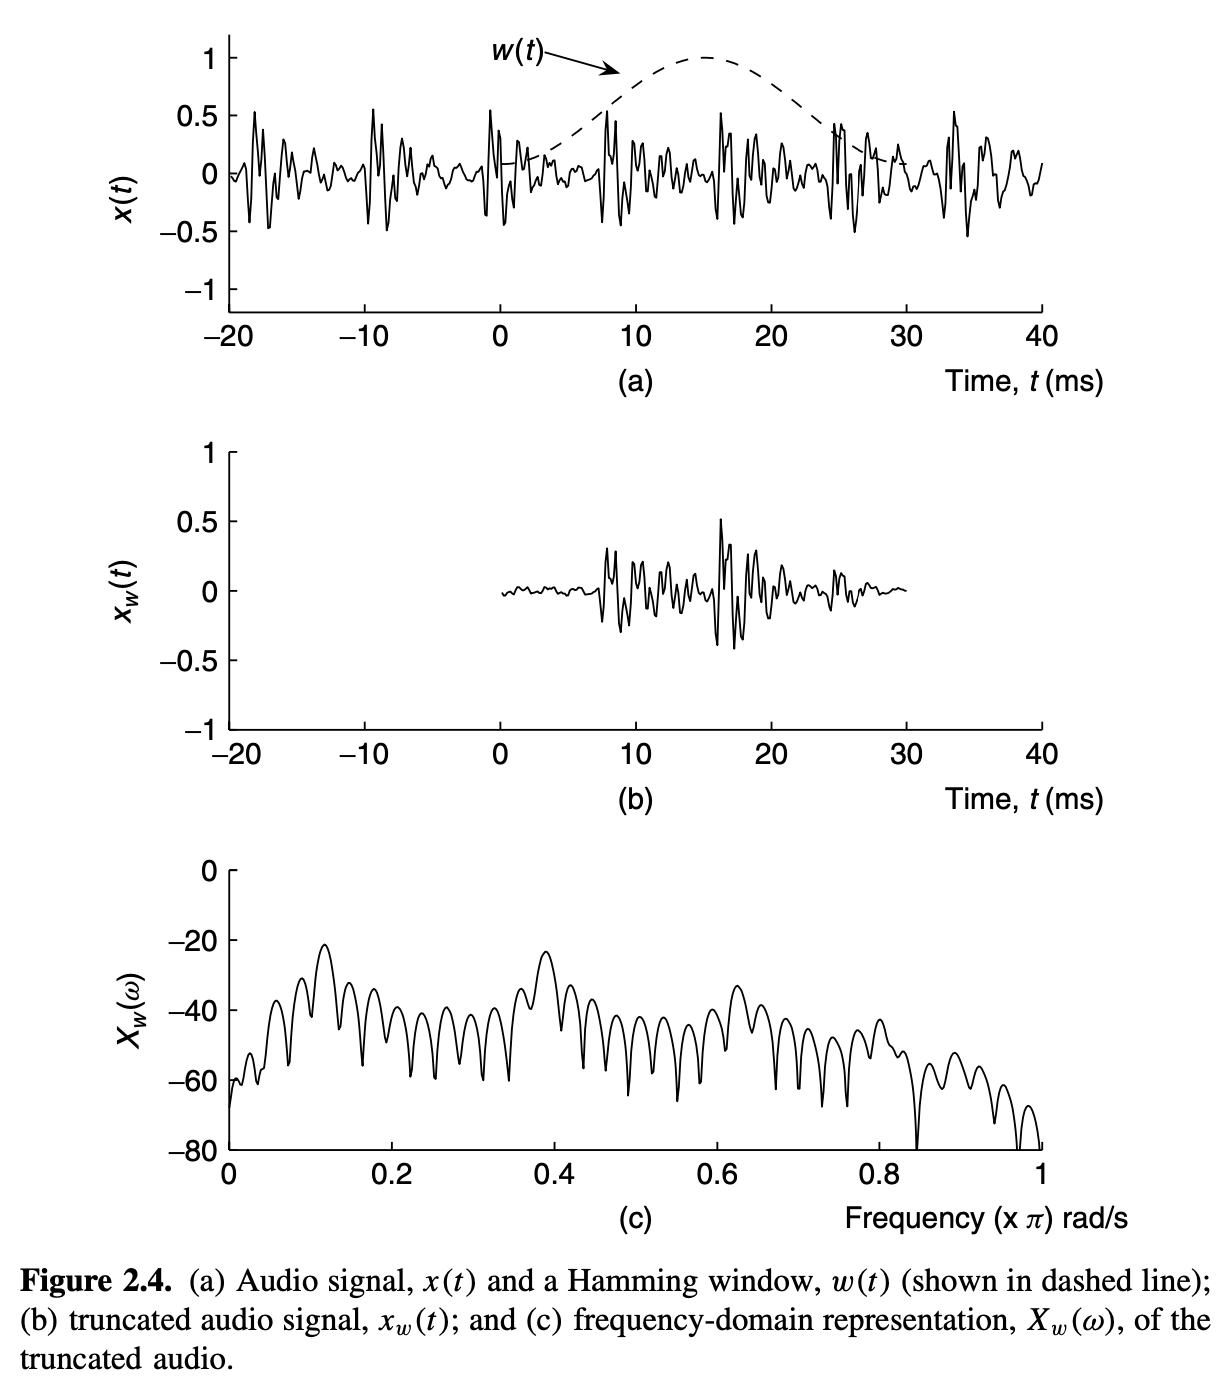 w(t)
1
0.5
0
−0.5
−1
x(t)
−20 −10 0 10 20 30 40
(a) Time, t (ms)
1
0.5
0
−0.5
−1
xw(t)
−20 −10 0 10 20 30 40
(b) Time, t (ms)
0
−20
−40
−60
−80
Xw(ω)
0 0.2 0.4 0.6 0.8 1
(c) Frequency (x π) rad/s
Figure 2.4. (a) Audio signal, x(t) and a Hamming window, w(t) (shown in dashed line);
(b) truncated audio signal, xw(t); and (c) frequency-domain representation, Xw(ω), of the
truncated audio.